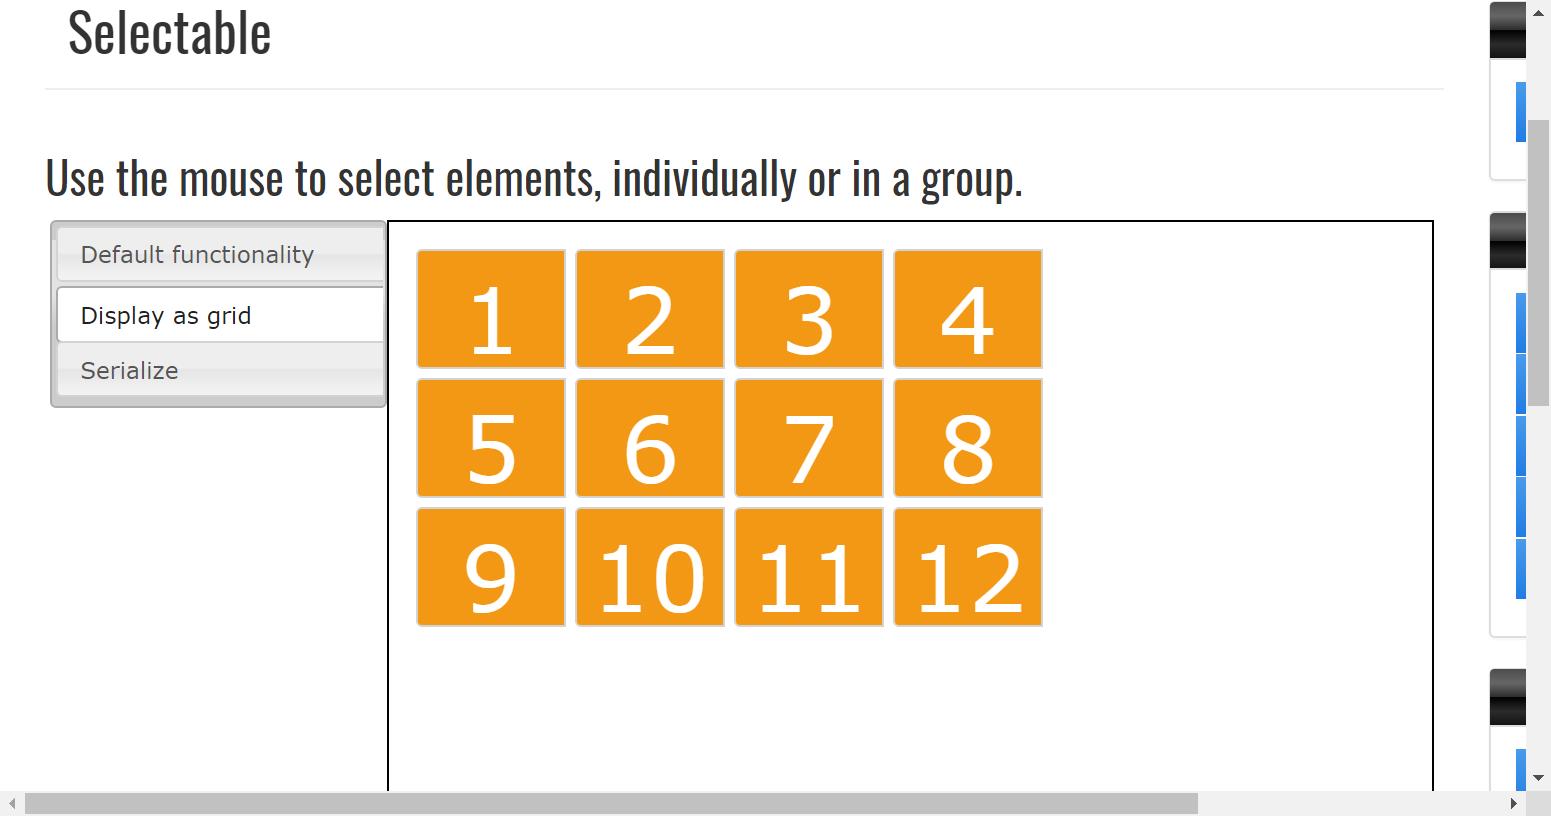 Selectable
Use the mouse to select elements, individually or in a group.
Default functionality
Display as grid
Serialize
1 2 3 4
5 6 7 8
9 10 11 12